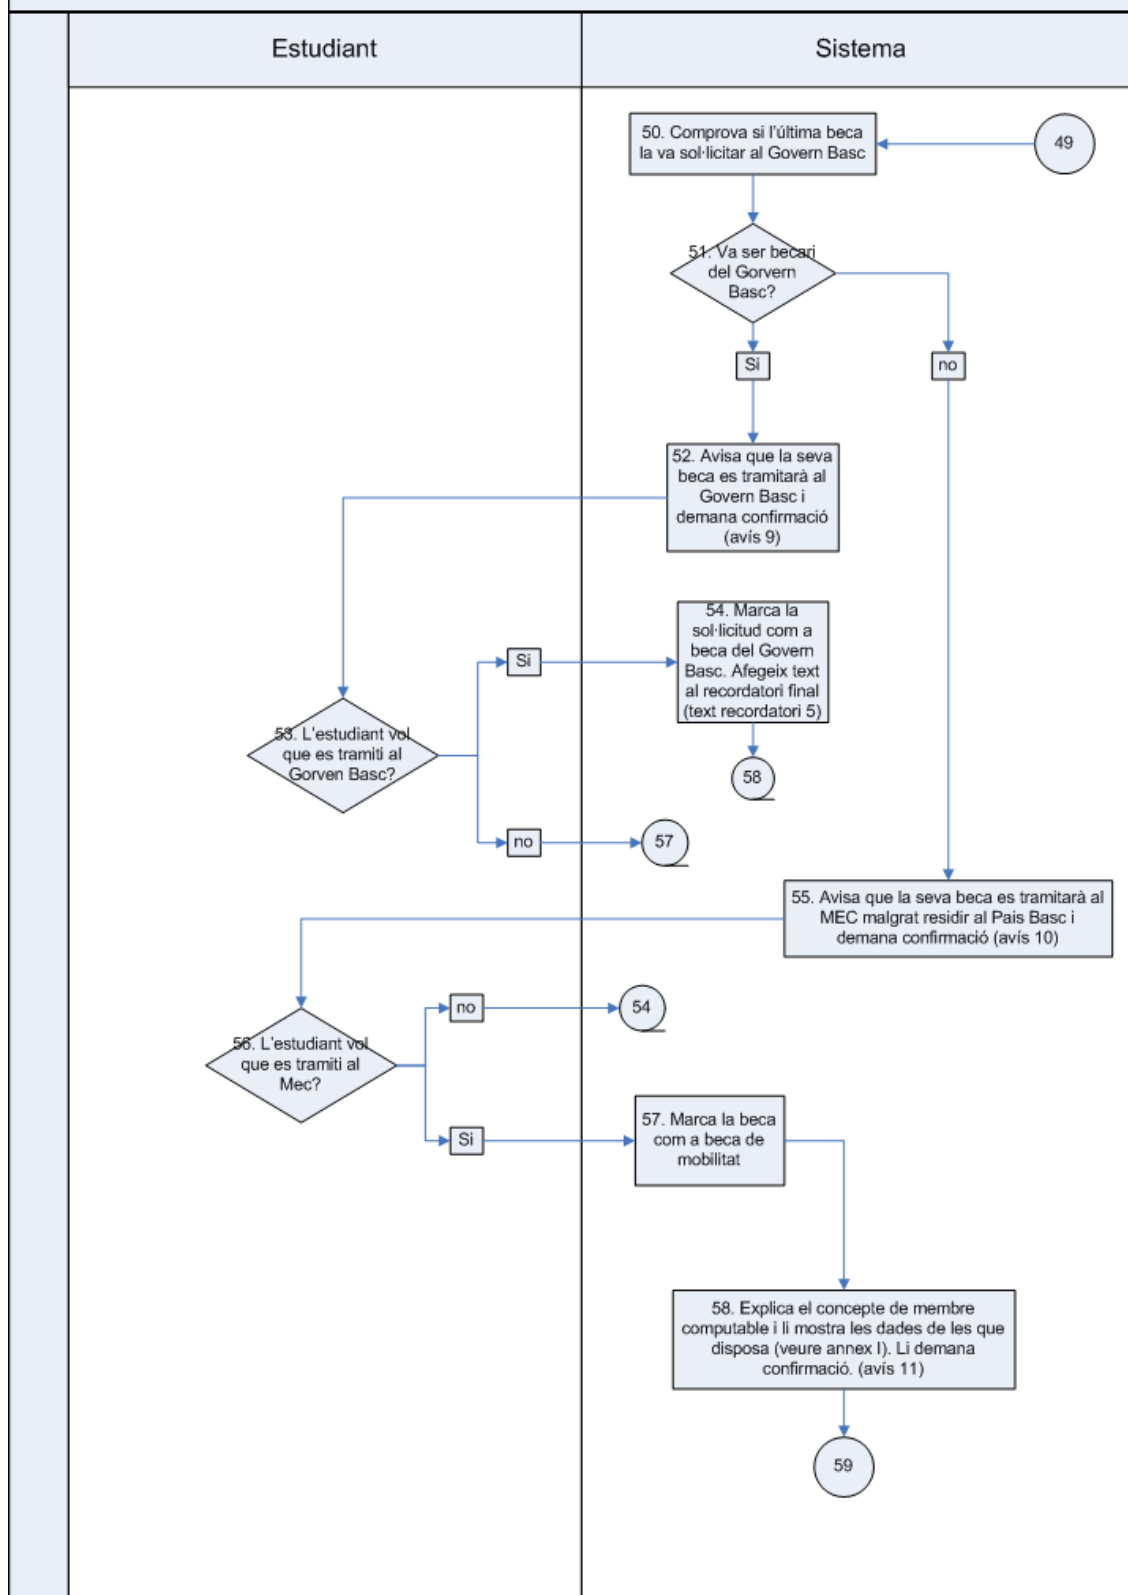 Estudiant
Sistema
50. Comprova si l'última beca
la va sol·licitar al Govern Basc
49
51. Va ser becari
del Gorvern
Basc?
Si
no
52. Avisa que la seva
beca es tramitarà al
Govern Basc i
demana confirmació
(avís 9)
54. Marca la
sol·licitud com a
beca del Govern
Basc. Afegeix text
al recordatori final
(text recordatori 5)
Si
53. L'estudiant vol
que es tramiti al
Gorven Basc?
58
no
57
55. Avisa que la seva beca es tramitarà al
MEC malgrat residir al Pais Basc i
demana confirmació (avís 10)
no
54
56. L'estudiant vol
que es tramiti al
Mec?
Si
57. Marca la beca
com a beca de
mobilitat
58. Explica el concepte de membre
computable i li mostra les dades de les que
disposa (veure annex I). Li demana
confirmació. (avís 11)
59